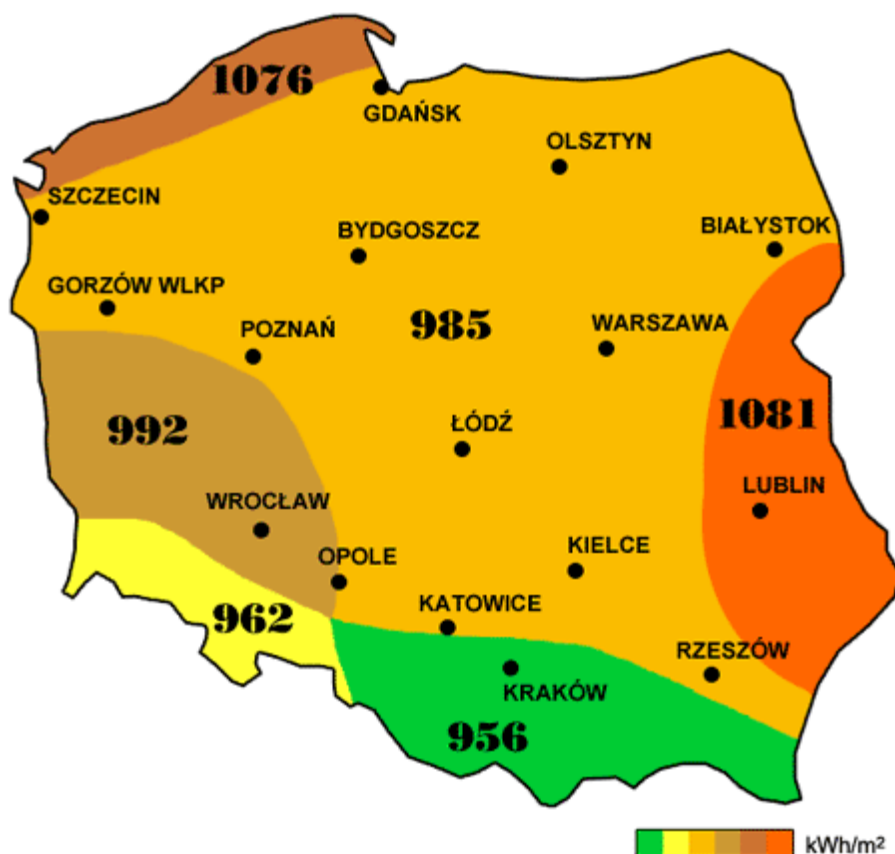 1076
GDAŃSK
OLSZTYN
SZCZECIN
BIAŁYSTOK
BYDGOSZCZ
GORZÓW WLKP
POZNAŃ
985
WARSZAWA
992
ŁÓDŹ
1081
WROCŁAW
LUBLIN
OPOLE
KIELCE
962
KATOWICE
RZESZÓW
KRAKÓW
956
kWh/m²